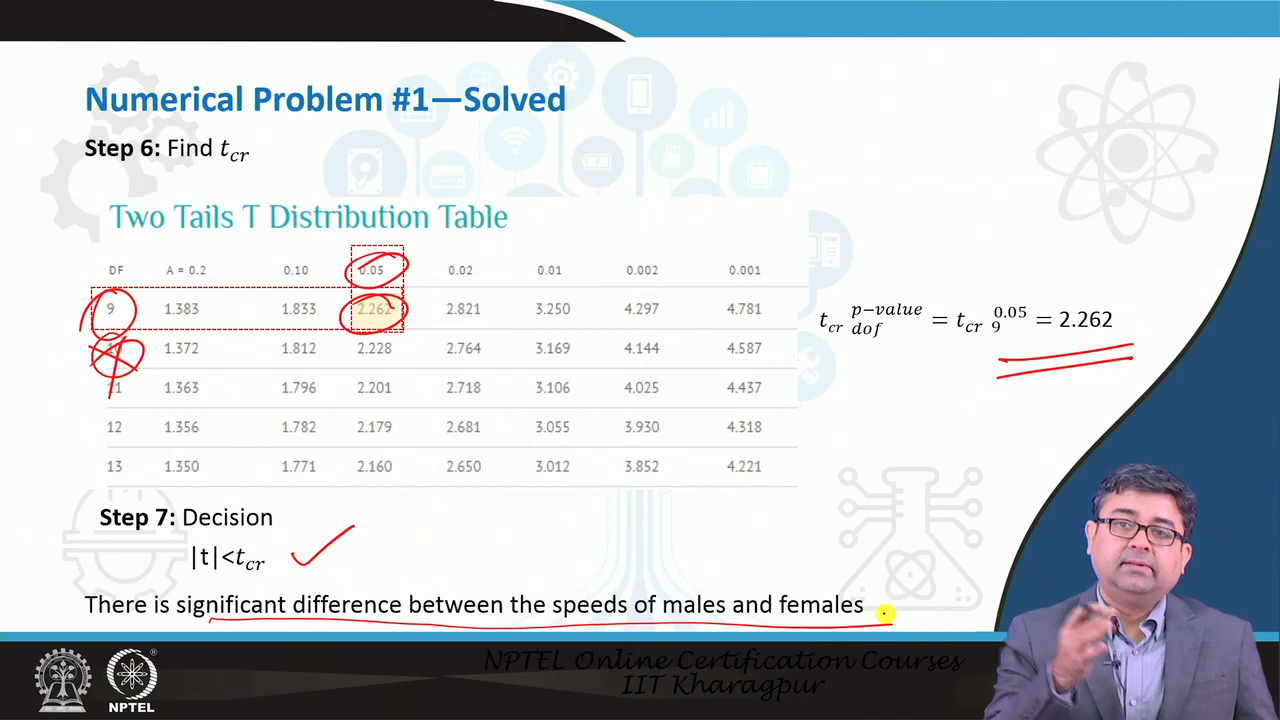 Numerical Problem #1—Solved
Step 6: Find t_cr
Two Tails T Distribution Table
DF A = 0.2 0.10 0.05 0.02 0.01 0.002 0.001
9 1.383 1.833 2.262 2.821 3.250 4.297 4.781
10 1.372 1.812 2.228 2.764 3.169 4.144 4.587
11 1.363 1.796 2.201 2.718 3.106 4.025 4.437
12 1.356 1.782 2.179 2.681 3.055 3.930 4.318
13 1.350 1.771 2.160 2.650 3.012 3.852 4.221
t_cr p-value dof = t_cr 0.05 9 = 2.262
Step 7: Decision
|t|<t_cr
There is significant difference between the speeds of males and females
NPTEL Online Certification Courses
IIT Kharagpur
NPTEL